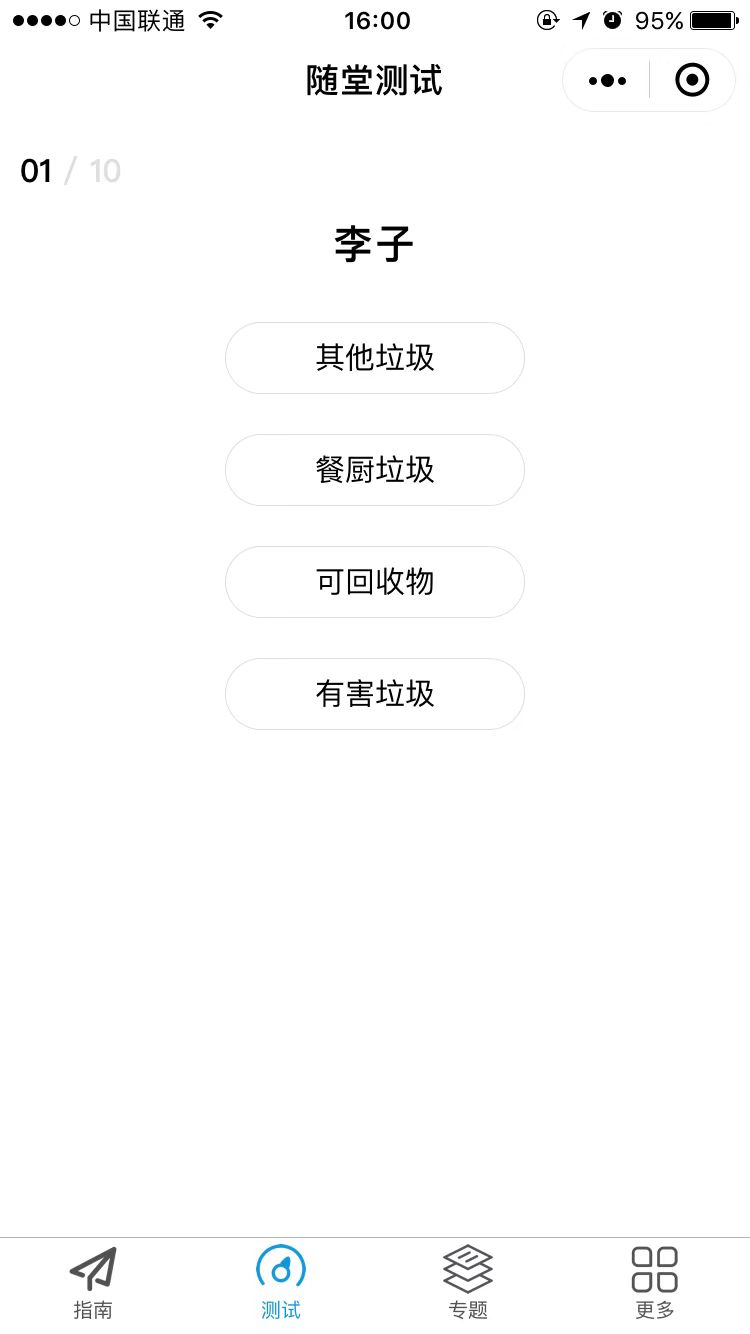 中国联通 16:00 95%
随堂测试
01 / 10
李子
其他垃圾
餐厨垃圾
可回收物
有害垃圾
指南 测试 专题 更多